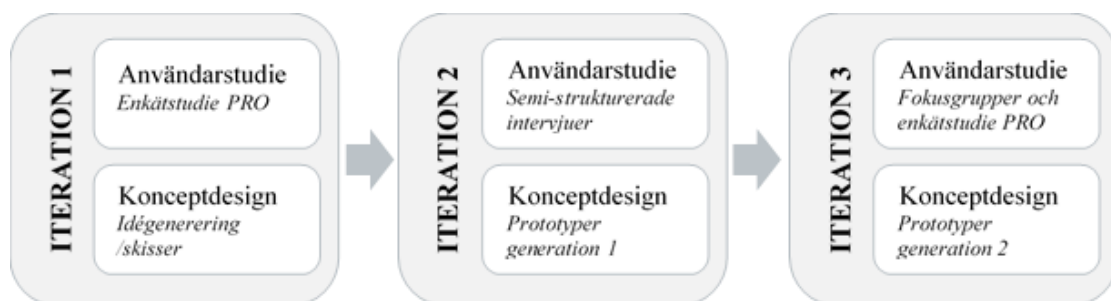 ITERATION 1
Användarstudie
Enkätstudie PRO
Konceptdesign
Idégenerering
/skisser
ITERATION 2
Användarstudie
Semi-strukturerade
intervjuer
Konceptdesign
Prototyper
generation 1
ITERATION 3
Användarstudie
Fokusgrupper och
enkätstudie PRO
Konceptdesign
Prototyper
generation 2